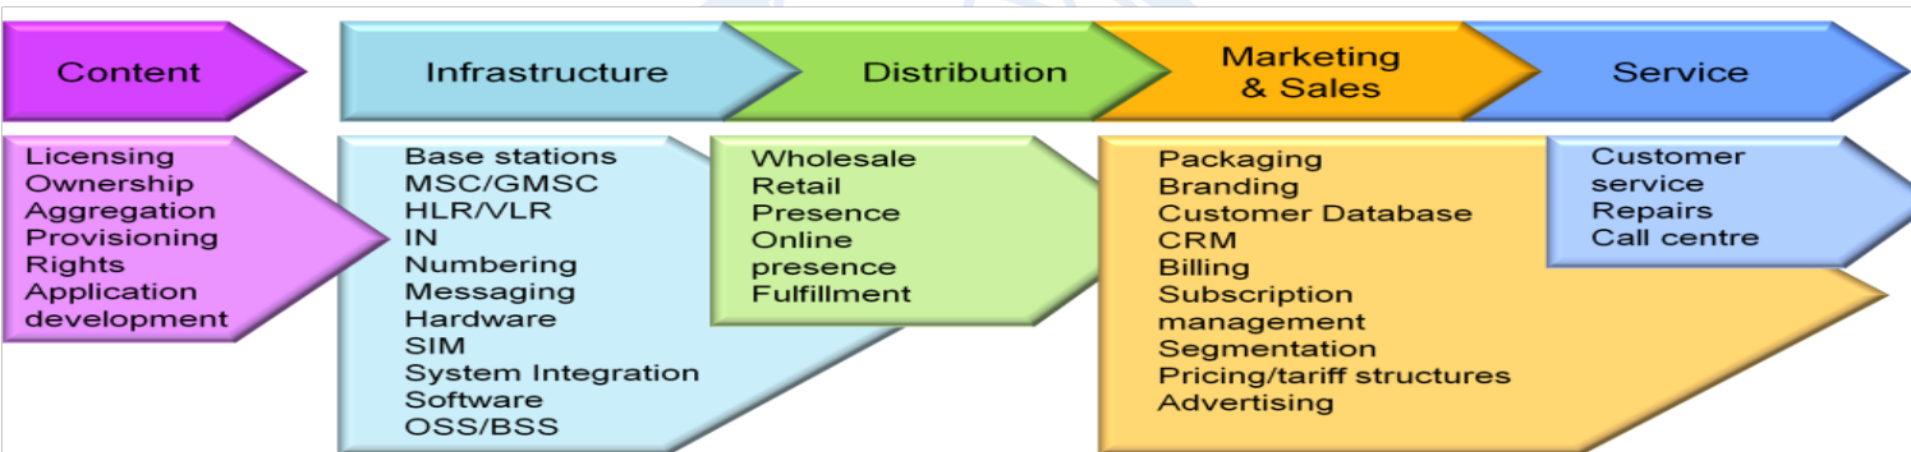 Content
Infrastructure
Distribution
Marketing
& Sales
Service
Licensing
Ownership
Aggregation
Provisioning
Rights
Application
development
Base stations
MSC/GMSC
HLR/VLR
IN
Numbering
Messaging
Hardware
SIM
System Integration
Software
OSS/BSS
Wholesale
Retail
Presence
Online
presence
Fulfillment
Packaging
Branding
Customer Database
CRM
Billing
Subscription
management
Segmentation
Pricing/tariff structures
Advertising
Customer
service
Repairs
Call centre